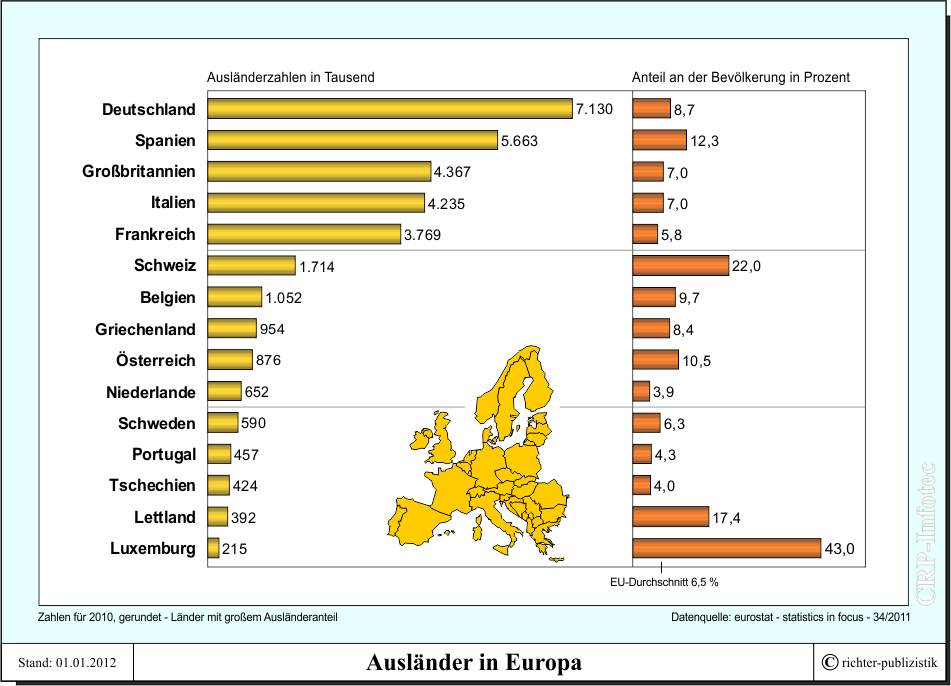 Ausländerzahlen in Tausend Anteil an der Bevölkerung in Prozent
Deutschland 7.130 8,7
Spanien 5.663 12,3
Großbritannien 4.367 7,0
Italien 4.235 7,0
Frankreich 3.769 5,8
Schweiz 1.714 22,0
Belgien 1.052 9,7
Griechenland 954 8,4
Österreich 876 10,5
Niederlande 652 3,9
Schweden 590 6,3
Portugal 457 4,3
Tschechien 424 4,0
Lettland 392 17,4
Luxemburg 215 43,0
EU-Durchschnitt 6,5 %
CRP-Infotec
Zahlen für 2010, gerundet - Länder mit großem Ausländeranteil Datenquelle: eurostat - statistics in focus - 34/2011
Stand: 01.01.2012 Ausländer in Europa © richter-publizistik